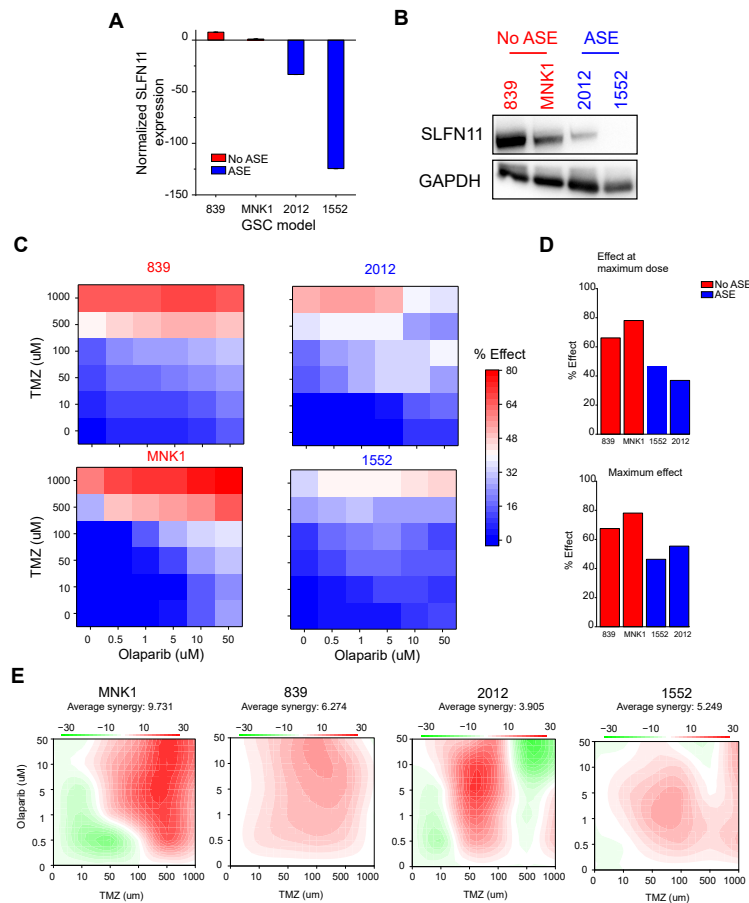 A
Normalized SLFN11
expression
0
-50
-100
-150
No ASE
ASE
839 MNK1 2012 1552
GSC model
B
No ASE ASE
839 MNK1 2012 1552
SLFN11
GAPDH
C
839
TMZ (uM)
1000
500
100
50
10
0
2012
MNK1
TMZ (uM)
1000
500
100
50
10
0
0 0.5 1 5 10 50
Olaparib (uM)
1552
0 0.5 1 5 10 50
Olaparib (uM)
% Effect
80
60
48
32
16
0
D
Effect at
maximum dose
No ASE
ASE
% Effect
100
80
60
40
20
0
839 MNK1 1552 2012
Maximum effect
% Effect
100
80
60
40
20
0
839 MNK1 1552 2012
E
MNK1
Average synergy: 9.731
−30 −10 10 30
Olaparib (uM)
50
10
5
1
0.5
0
0 10 50 100 500 1000
TMZ (um)
839
Average synergy: 6.274
−30 −10 10 30
50
10
5
1
0.5
0
0 10 50 100 500 1000
TMZ (um)
2012
Average synergy: 3.905
−30 −10 10 30
50
10
5
1
0.5
0
0 10 50 100 500 1000
TMZ (um)
1552
Average synergy: 5.249
−30 −10 10 30
50
10
5
1
0.5
0
0 10 50 100 500 1000
TMZ (um)